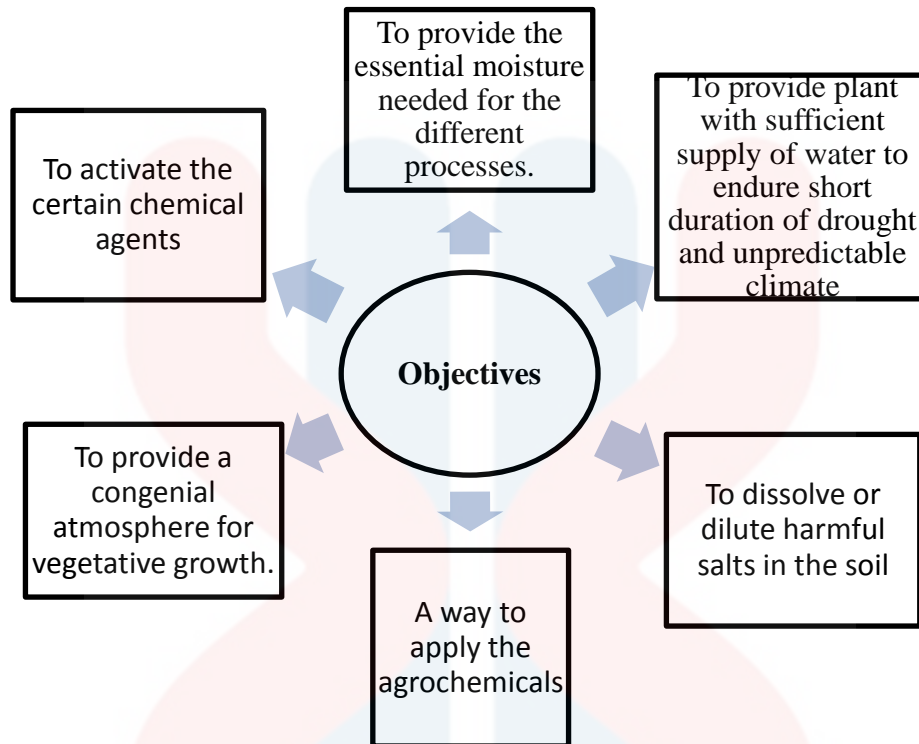 To provide the
essential moisture
needed for the
different
processes.
To provide plant
with sufficient
supply of water to
endure short
duration of drought
and unpredictable
climate
To activate the
certain chemical
agents
Objectives
To provide a
congenial
atmosphere for
vegetative growth.
To dissolve or
dilute harmful
salts in the soil
A way to
apply the
agrochemicals